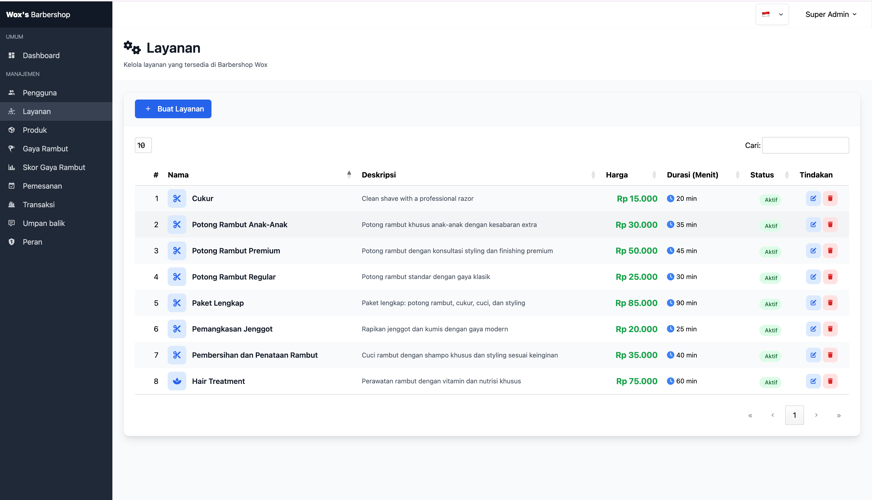 Wox's Barbershop
Super Admin
UMUM
Dashboard
MANAJEMEN
Pengguna
Layanan
Produk
Gaya Rambut
Skor Gaya Rambut
Pemesanan
Transaksi
Umpan balik
Peran
Layanan
Kelola layanan yang tersedia di Barbershop Wox
+ Buat Layanan
10
Cari:
# Nama Deskripsi Harga Durasi (Menit) Status Tindakan
1 Cukur Clean shave with a professional razor Rp 15.000 20 min Aktif
2 Potong Rambut Anak-Anak Potong rambut khusus anak-anak dengan kesabaran extra Rp 30.000 35 min Aktif
3 Potong Rambut Premium Potong rambut dengan konsultasi styling dan finishing premium Rp 50.000 45 min Aktif
4 Potong Rambut Regular Potong rambut standar dengan gaya klasik Rp 25.000 30 min Aktif
5 Paket Lengkap Paket lengkap: potong rambut, cukur, cuci, dan styling Rp 85.000 90 min Aktif
6 Pemangkasan Jenggot Rapikan jenggot dan kumis dengan gaya modern Rp 20.000 25 min Aktif
7 Pembersihan dan Penataan Rambut Cuci rambut dengan shampo khusus dan styling sesuai keinginan Rp 35.000 40 min Aktif
8 Hair Treatment Perawatan rambut dengan vitamin dan nutrisi khusus Rp 75.000 60 min Aktif
« ‹ 1 › »